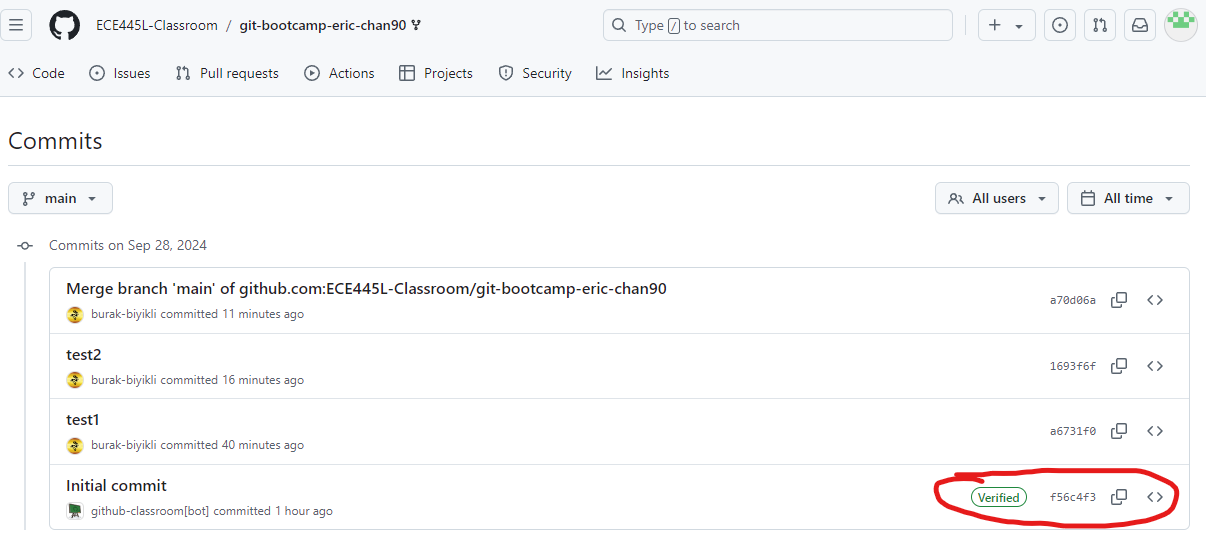 ECE445L-Classroom / git-bootcamp-eric-chan90
Type / to search
Code Issues Pull requests Actions Projects Security Insights
Commits
main
All users
All time
Commits on Sep 28, 2024
Merge branch 'main' of github.com:ECE445L-Classroom/git-bootcamp-eric-chan90
burak-biyikli committed 11 minutes ago
a70d06a
test2
burak-biyikli committed 16 minutes ago
1693f6f
test1
burak-biyikli committed 40 minutes ago
a6731f0
Initial commit
github-classroom[bot] committed 1 hour ago
Verified
f56c4f3